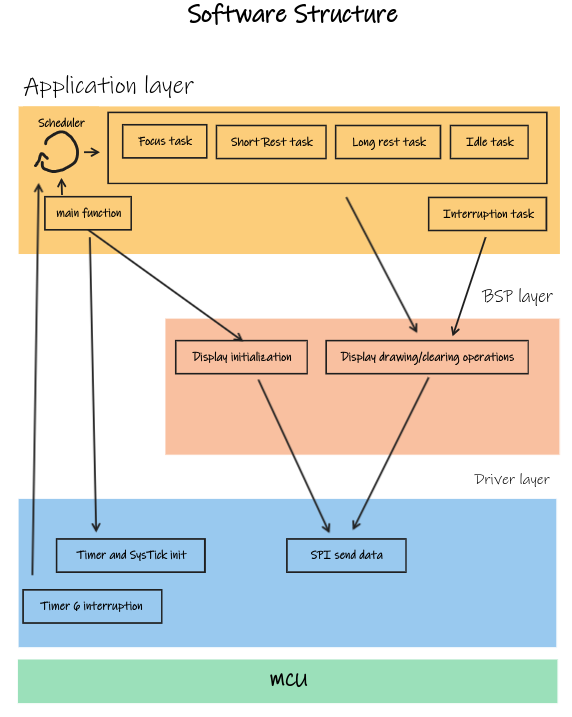 Software Structure
Application layer
Scheduler
Focus task
Short Rest task
Long rest task
Idle task
main function
Interruption task
BSP layer
Display initialization
Display drawing/clearing operations
Driver layer
Timer and SysTick init
SPI send data
Timer 6 interruption
MCU